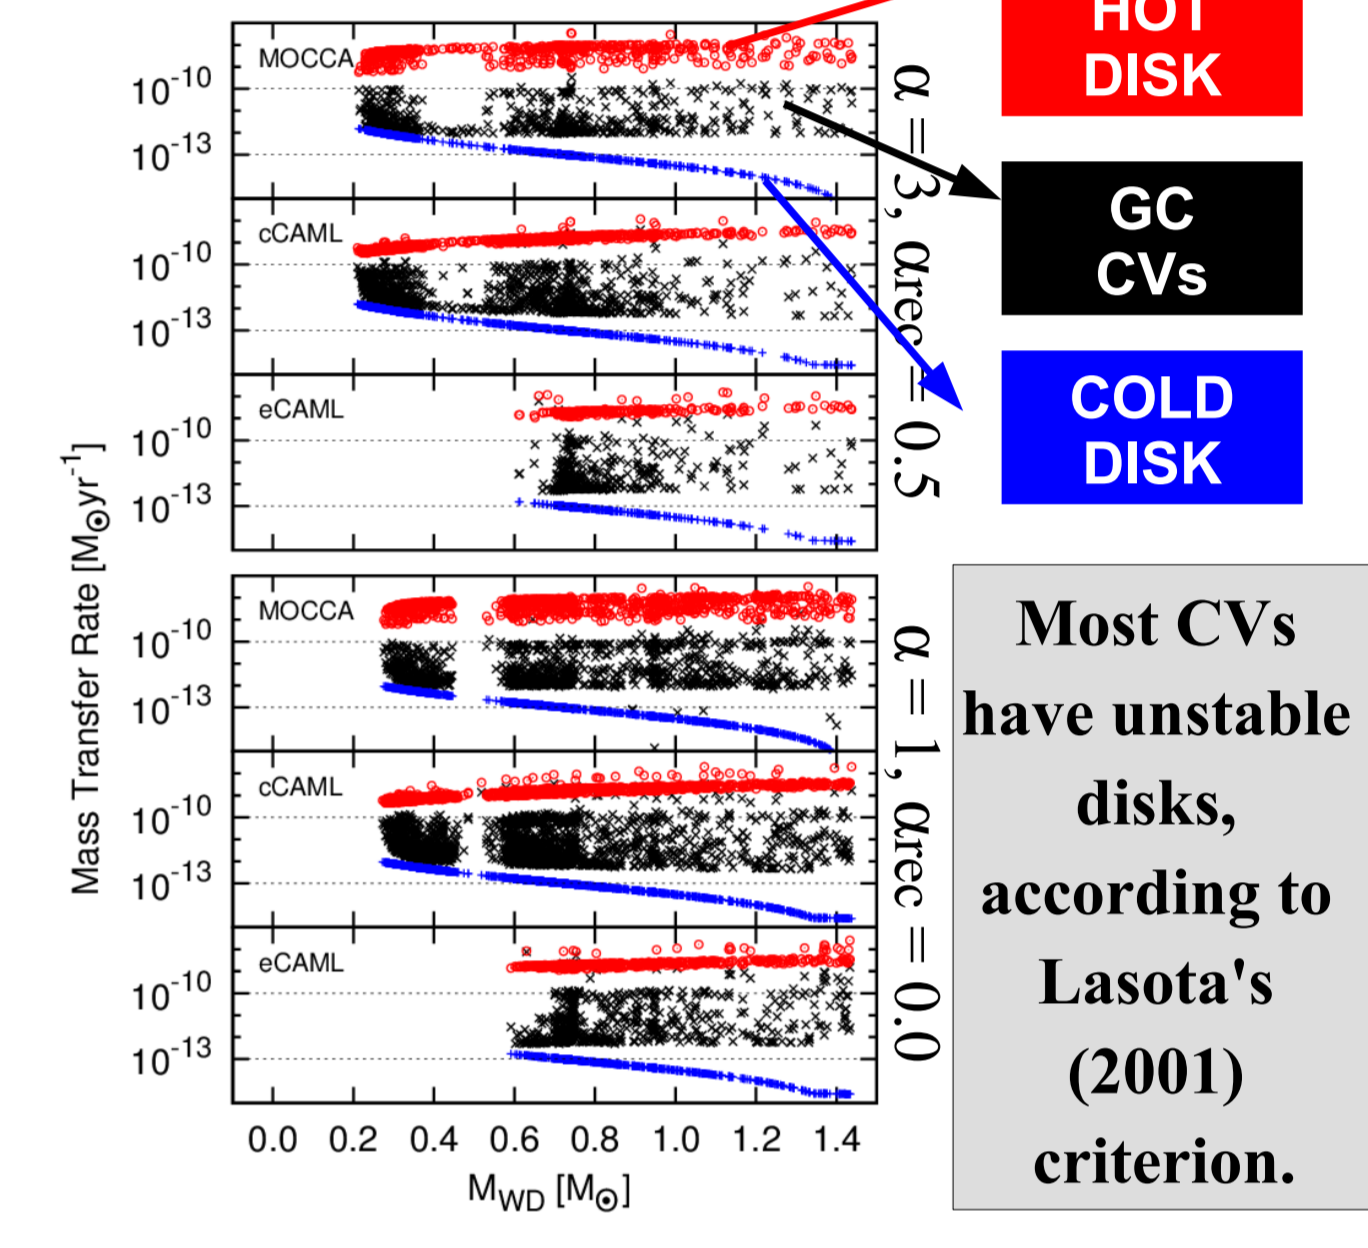 HOT
DISK
GC
CVs
COLD
DISK
MOCCA
10⁻¹⁰
10⁻¹³
cCAML
10⁻¹⁰
10⁻¹³
eCAML
10⁻¹⁰
10⁻¹³
α = 3, αrec = 0.5
MOCCA
10⁻¹⁰
10⁻¹³
cCAML
10⁻¹⁰
10⁻¹³
eCAML
10⁻¹⁰
10⁻¹³
α = 1, αrec = 0.0
Mass Transfer Rate [M⊙yr⁻¹]
0.0 0.2 0.4 0.6 0.8 1.0 1.2 1.4
M_WD [M⊙]
Most CVs
have unstable
disks,
according to
Lasota's
(2001)
criterion.